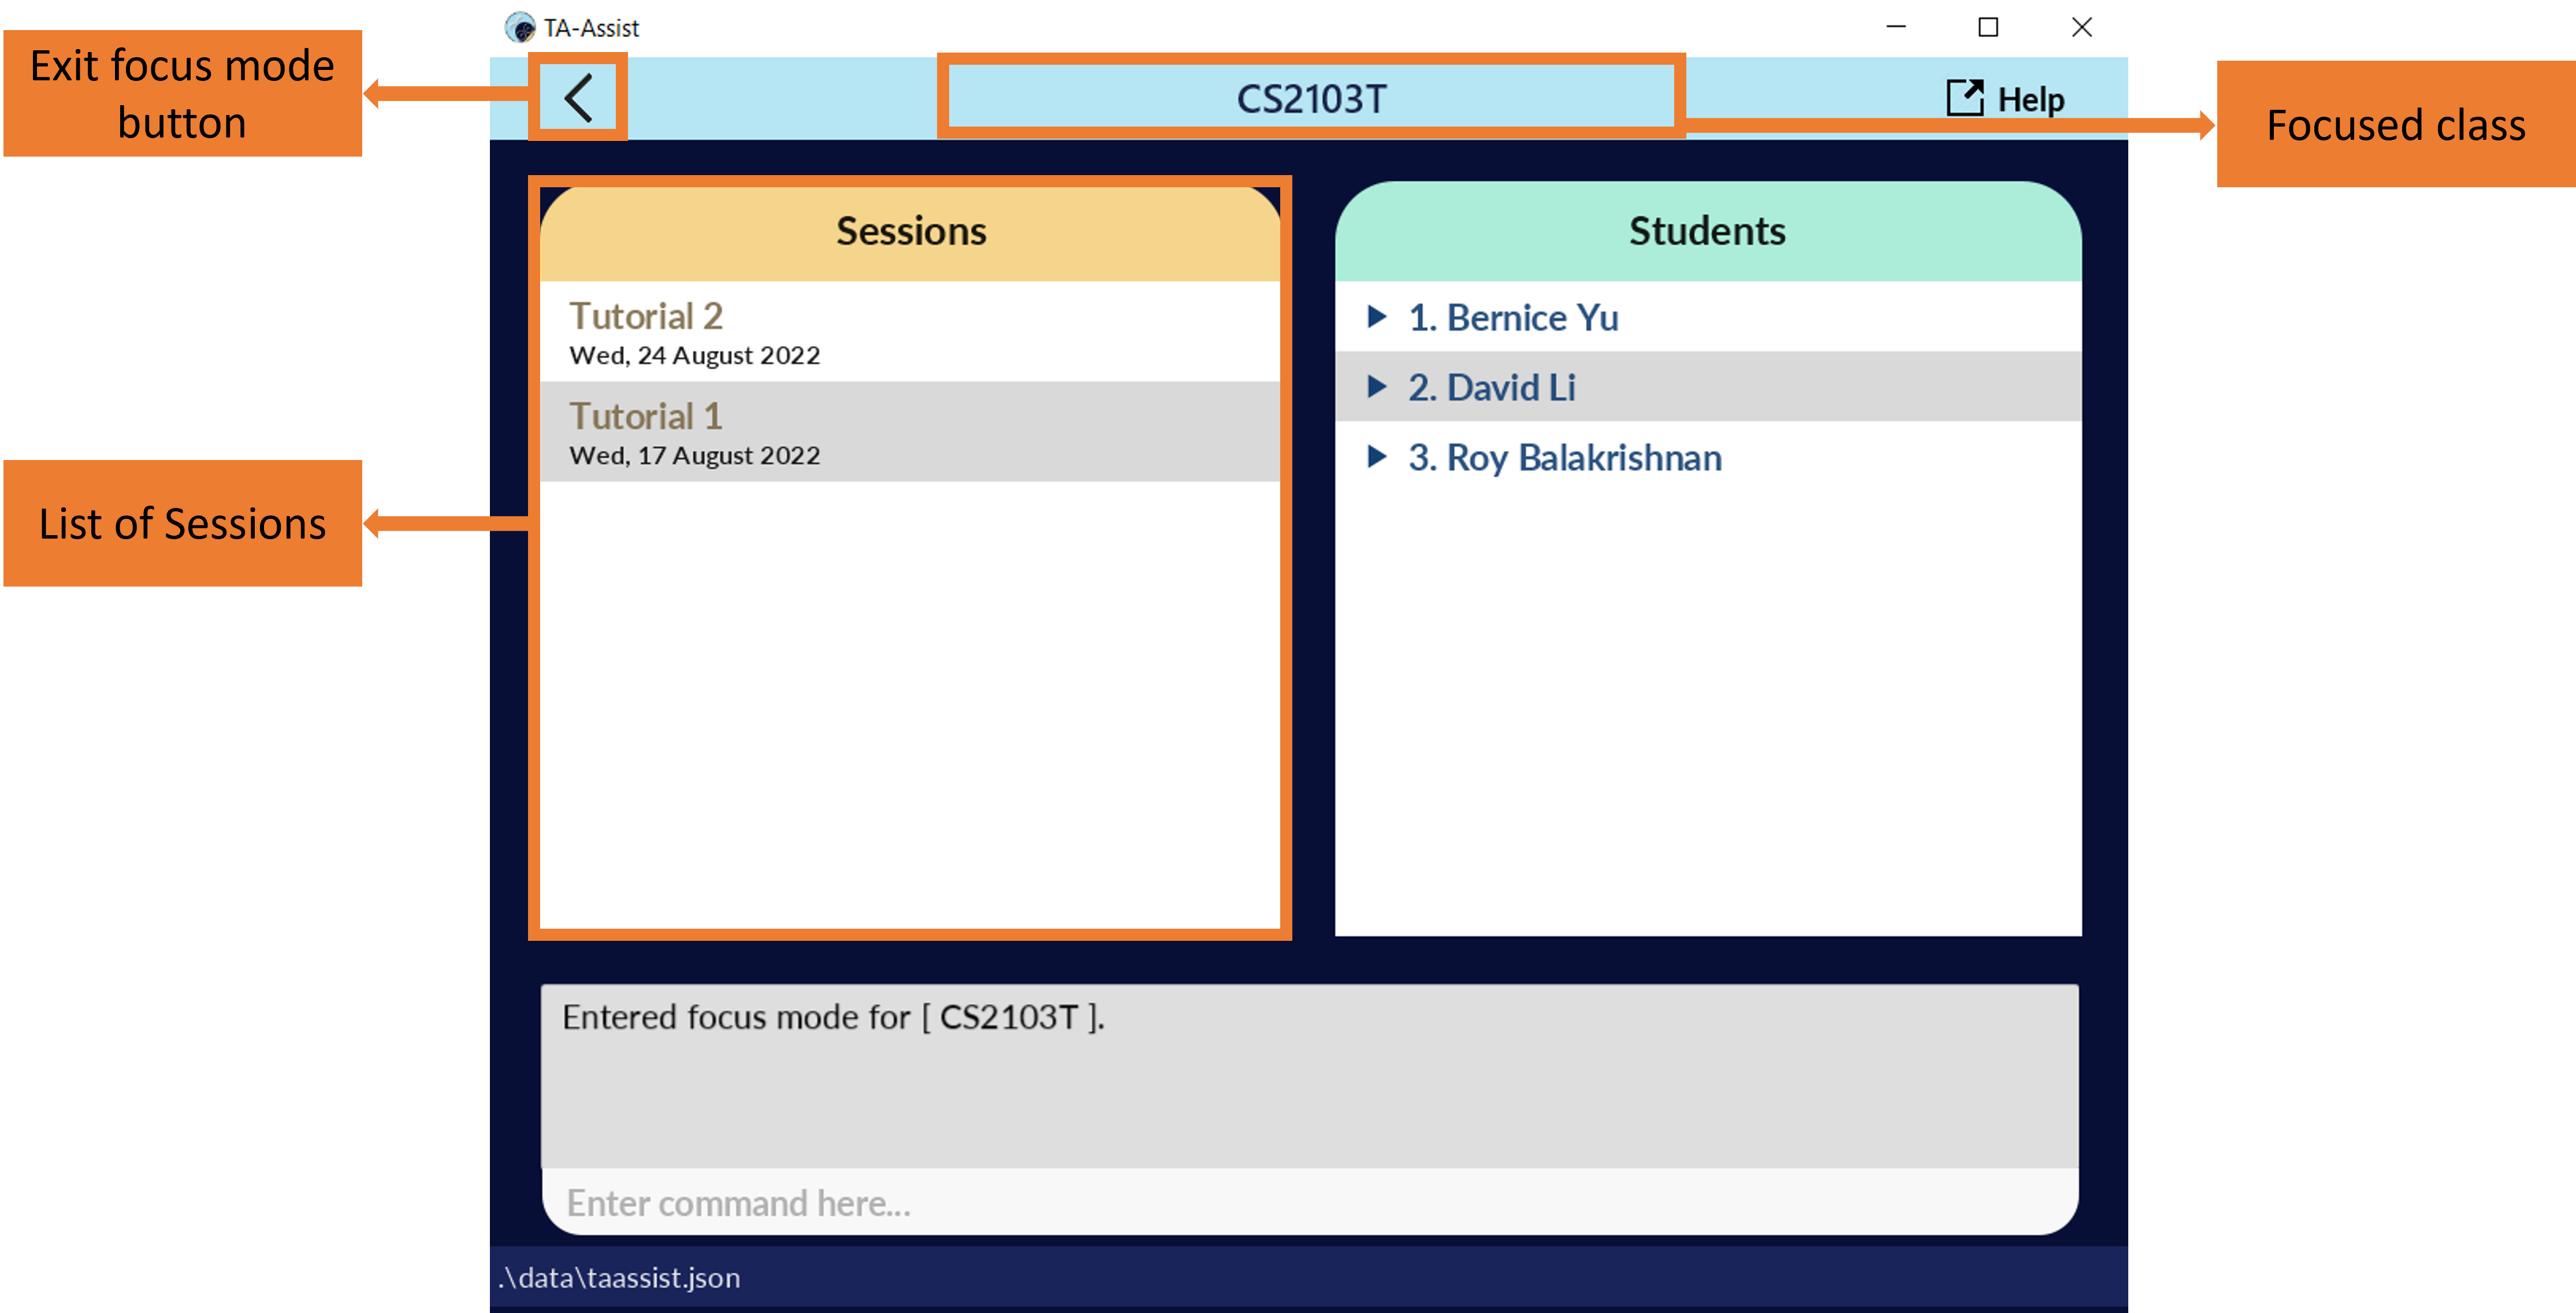 TA-Assist
Exit focus mode
button
CS2103T
Help
Focused class
Sessions
Tutorial 2
Wed, 24 August 2022
Tutorial 1
Wed, 17 August 2022
List of Sessions
Students
1. Bernice Yu
2. David Li
3. Roy Balakrishnan
Entered focus mode for [ CS2103T ].
Enter command here...
.\data\taassist.json